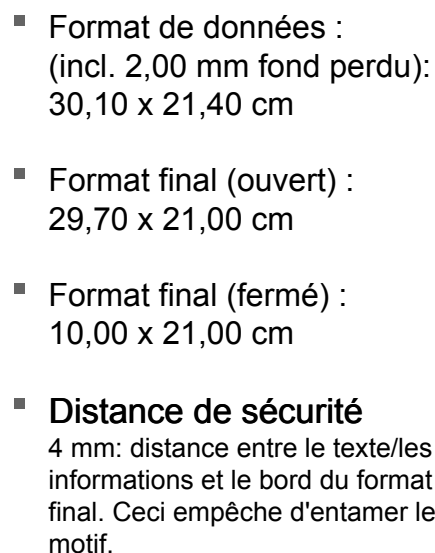 Format de données :
(incl. 2,00 mm fond perdu):
30,10 x 21,40 cm
Format final (ouvert) :
29,70 x 21,00 cm
Format final (fermé) :
10,00 x 21,00 cm
Distance de sécurité
4 mm: distance entre le texte/les
informations et le bord du format
final. Ceci empêche d'entamer le
motif.